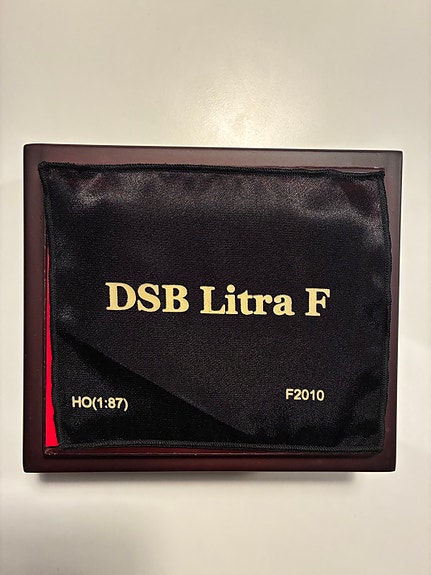 DSB Litra F
HO(1:87)
F2010